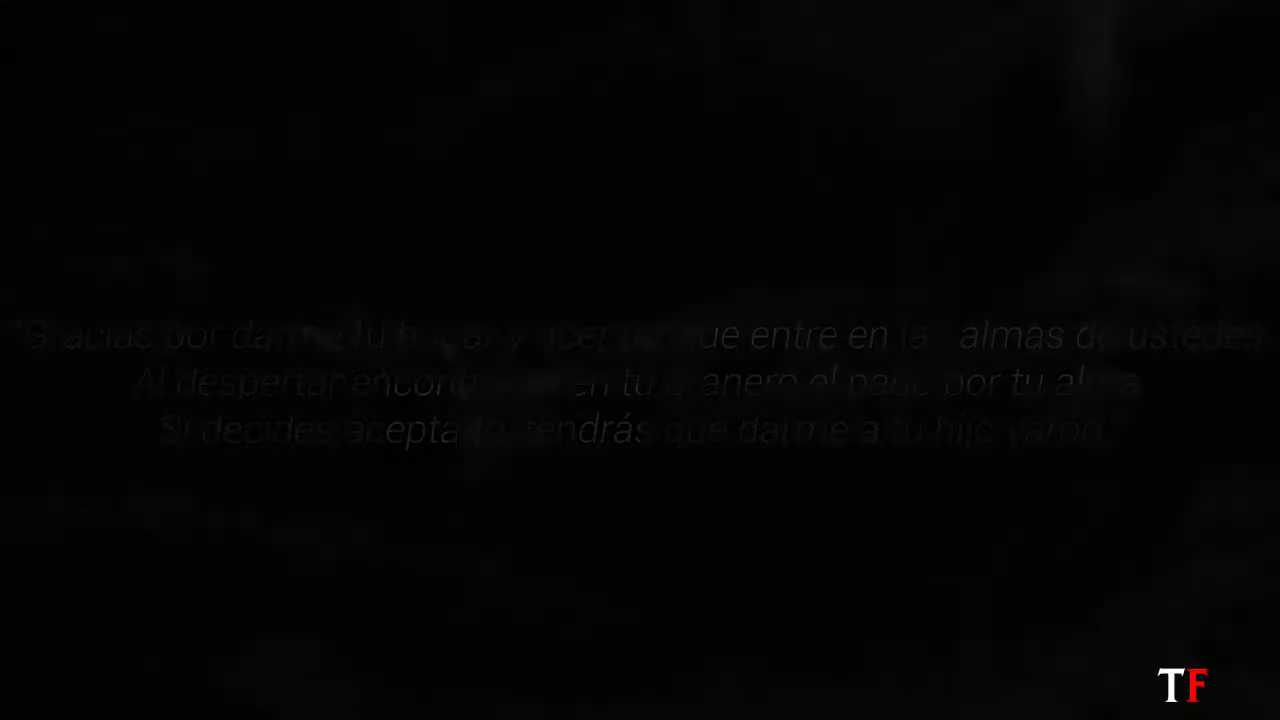 "Gracias por darme tu hogar y aceptar que entre en las almas de ustedes
Al despertar encontrarás en tu granero el pago por tu alma
Si decides aceptarlo, tendrás que darme a tu hijo varón
TF